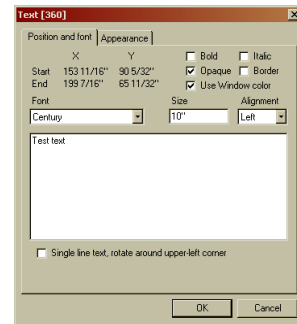 Text [360]
Position and font Appearance
X Y Bold Italic
Start 153 11/16" 90 5/32" Opaque Border
End 199 7/16" 65 11/32" Use Window color
Font Size Alignment
Century 10" Left
Test text
Single line text, rotate around upper-left corner
OK Cancel